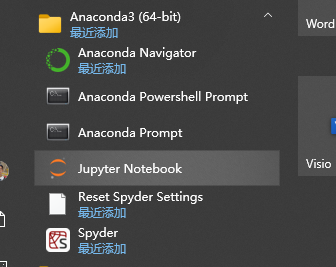 Anaconda3 (64-bit)
最近添加
Anaconda Navigator
最近添加
Anaconda Powershell Prompt
Anaconda Prompt
Jupyter Notebook
Reset Spyder Settings
最近添加
Spyder
最近添加
Word
Visio